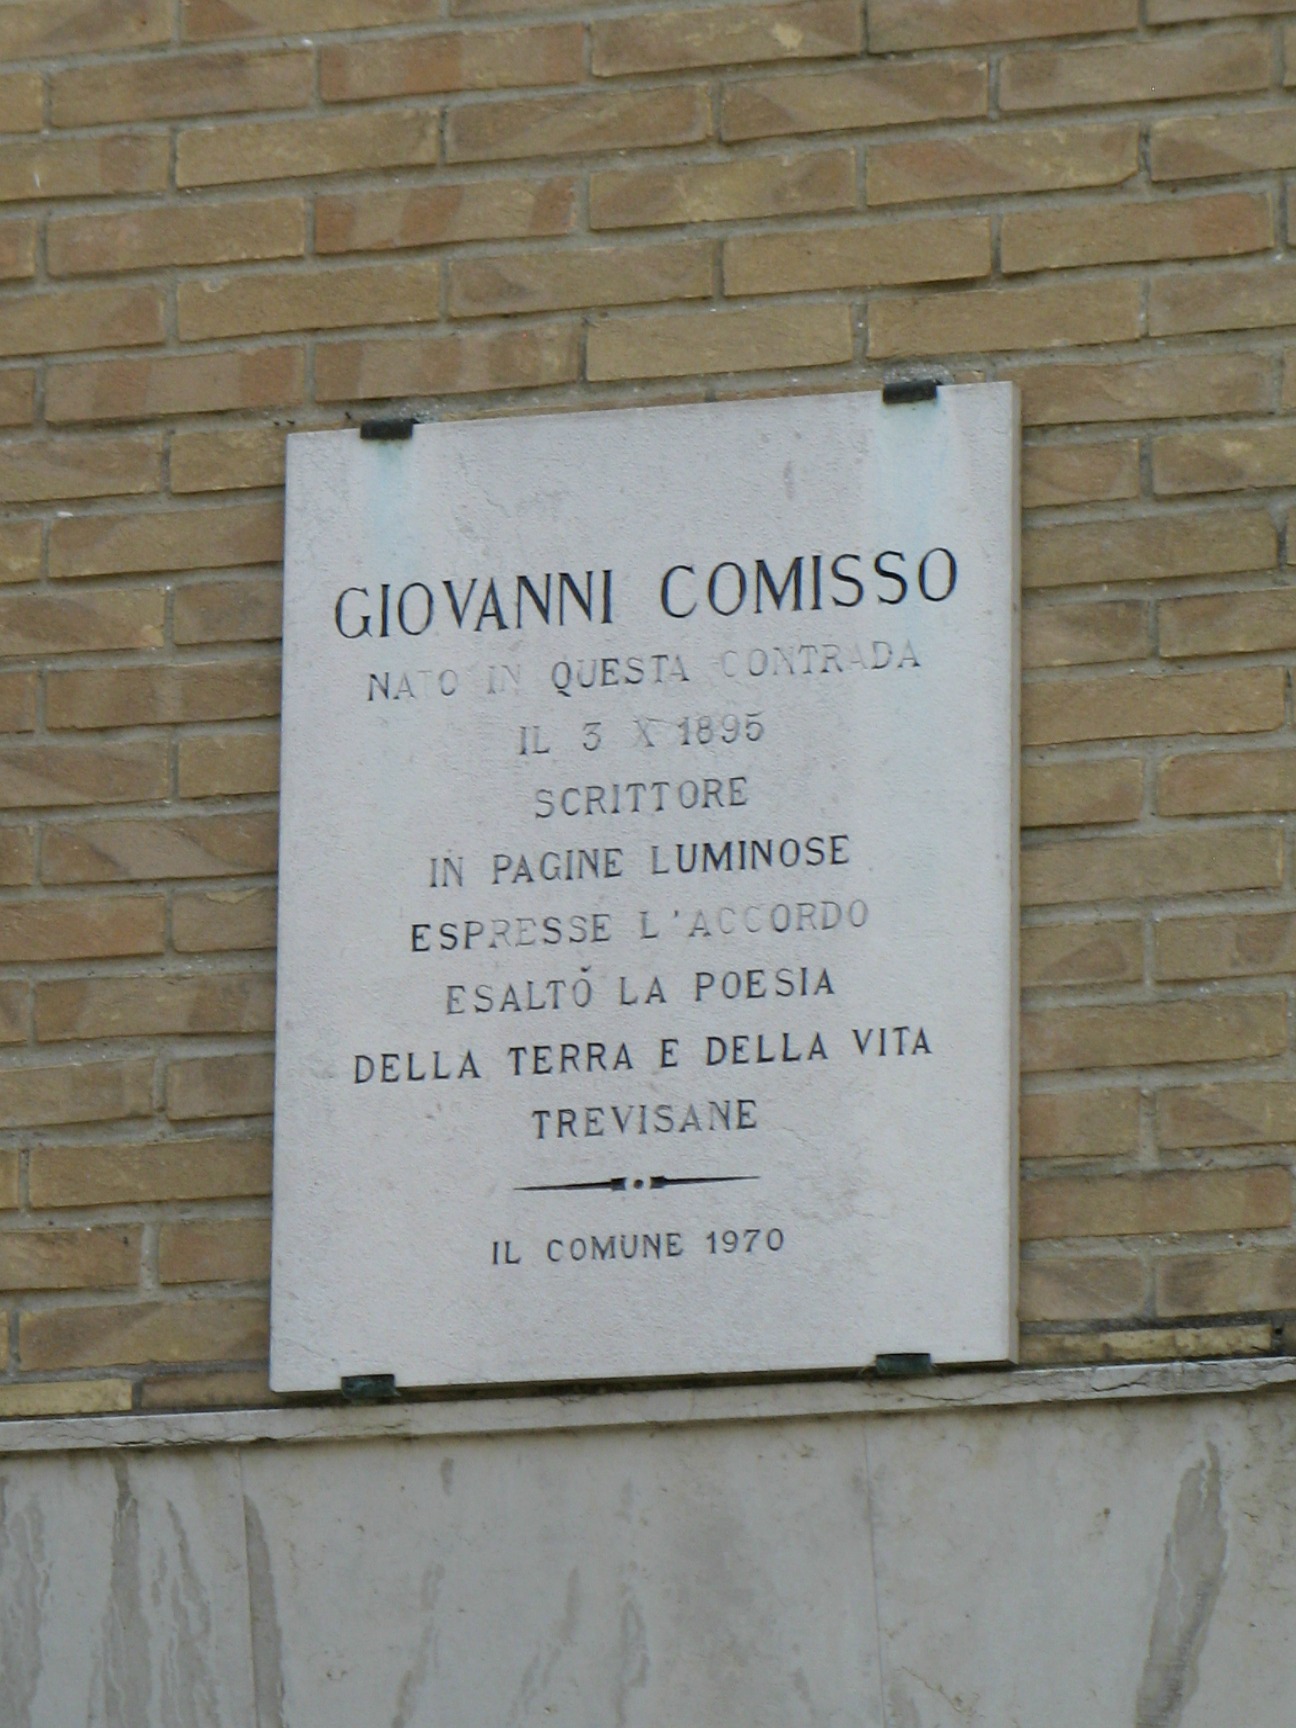 GIOVANNI COMISSO
NATO IN QUESTA CONTRADA
IL 3 X 1895
SCRITTORE
IN PAGINE LUMINOSE
ESPRESSE L'ACCORDO
ESALTÒ LA POESIA
DELLA TERRA E DELLA VITA
TREVISANE
IL COMUNE 1970